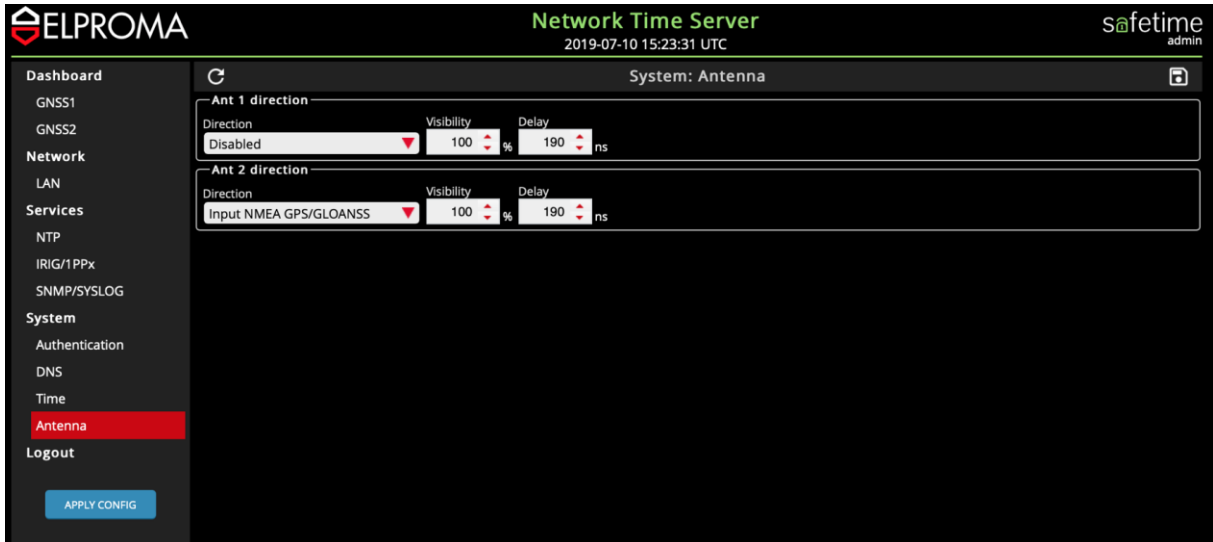 ELPROMA
Network Time Server
2019-07-10 15:23:31 UTC
safetime
admin
Dashboard
GNSS1
GNSS2
Network
LAN
Services
NTP
IRIG/1PPx
SNMP/SYSLOG
System
Authentication
DNS
Time
Antenna
Logout
APPLY CONFIG
System: Antenna
Ant 1 direction
Direction Visibility Delay
Disabled 100 % 190 ns
Ant 2 direction
Direction Visibility Delay
Input NMEA GPS/GLOANSS 100 % 190 ns